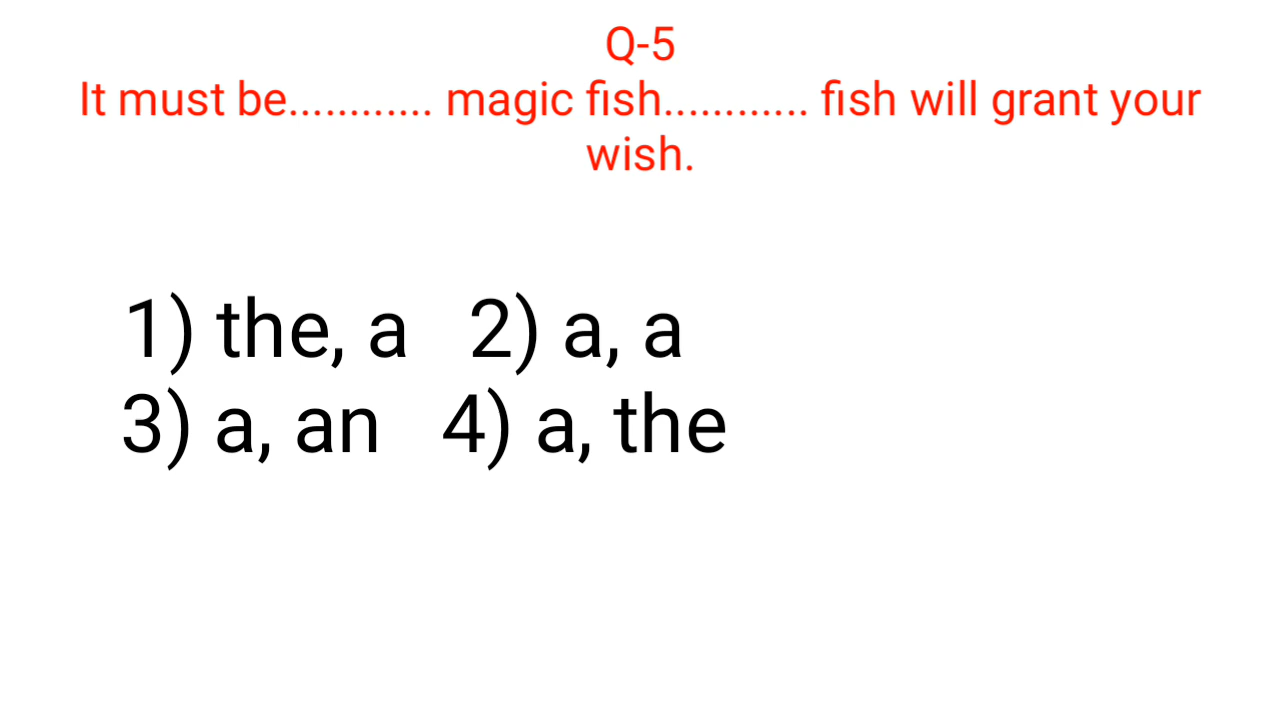 Q-5
It must be............ magic fish............ fish will grant your
wish.
1) the, a 2) a, a
3) a, an 4) a, the